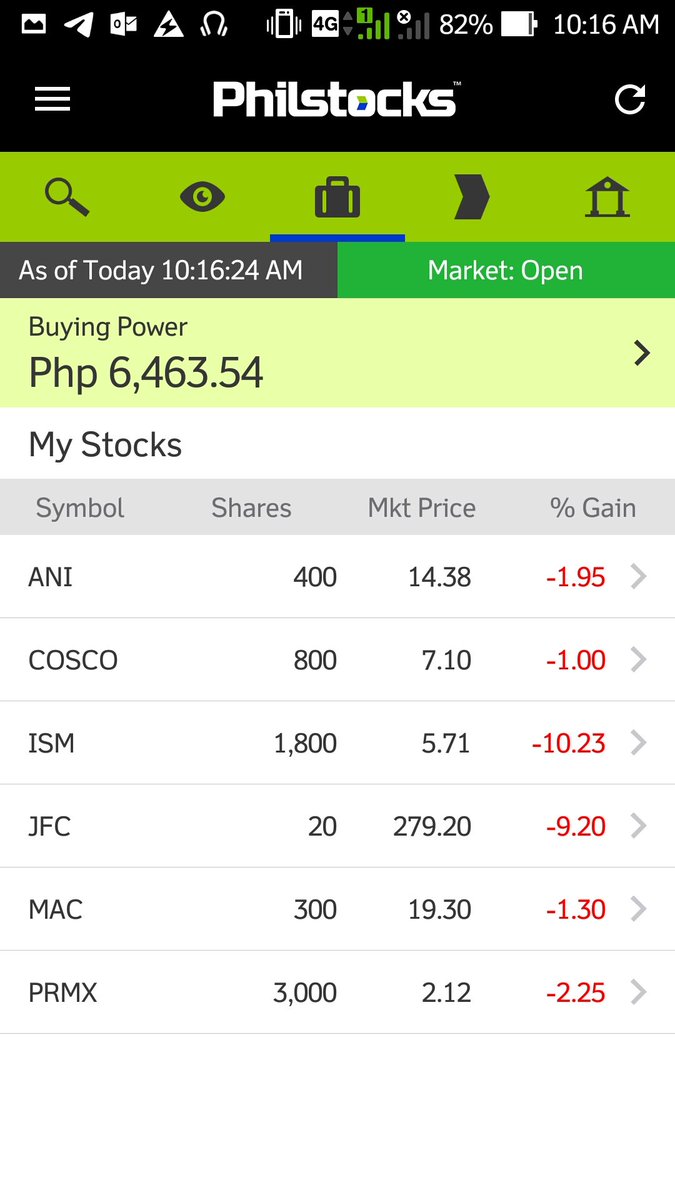 4G 1 82% 10:16 AM
Philstocks™
As of Today 10:16:24 AM Market: Open
Buying Power
Php 6,463.54
My Stocks
Symbol Shares Mkt Price % Gain
ANI 400 14.38 -1.95
COSCO 800 7.10 -1.00
ISM 1,800 5.71 -10.23
JFC 20 279.20 -9.20
MAC 300 19.30 -1.30
PRMX 3,000 2.12 -2.25